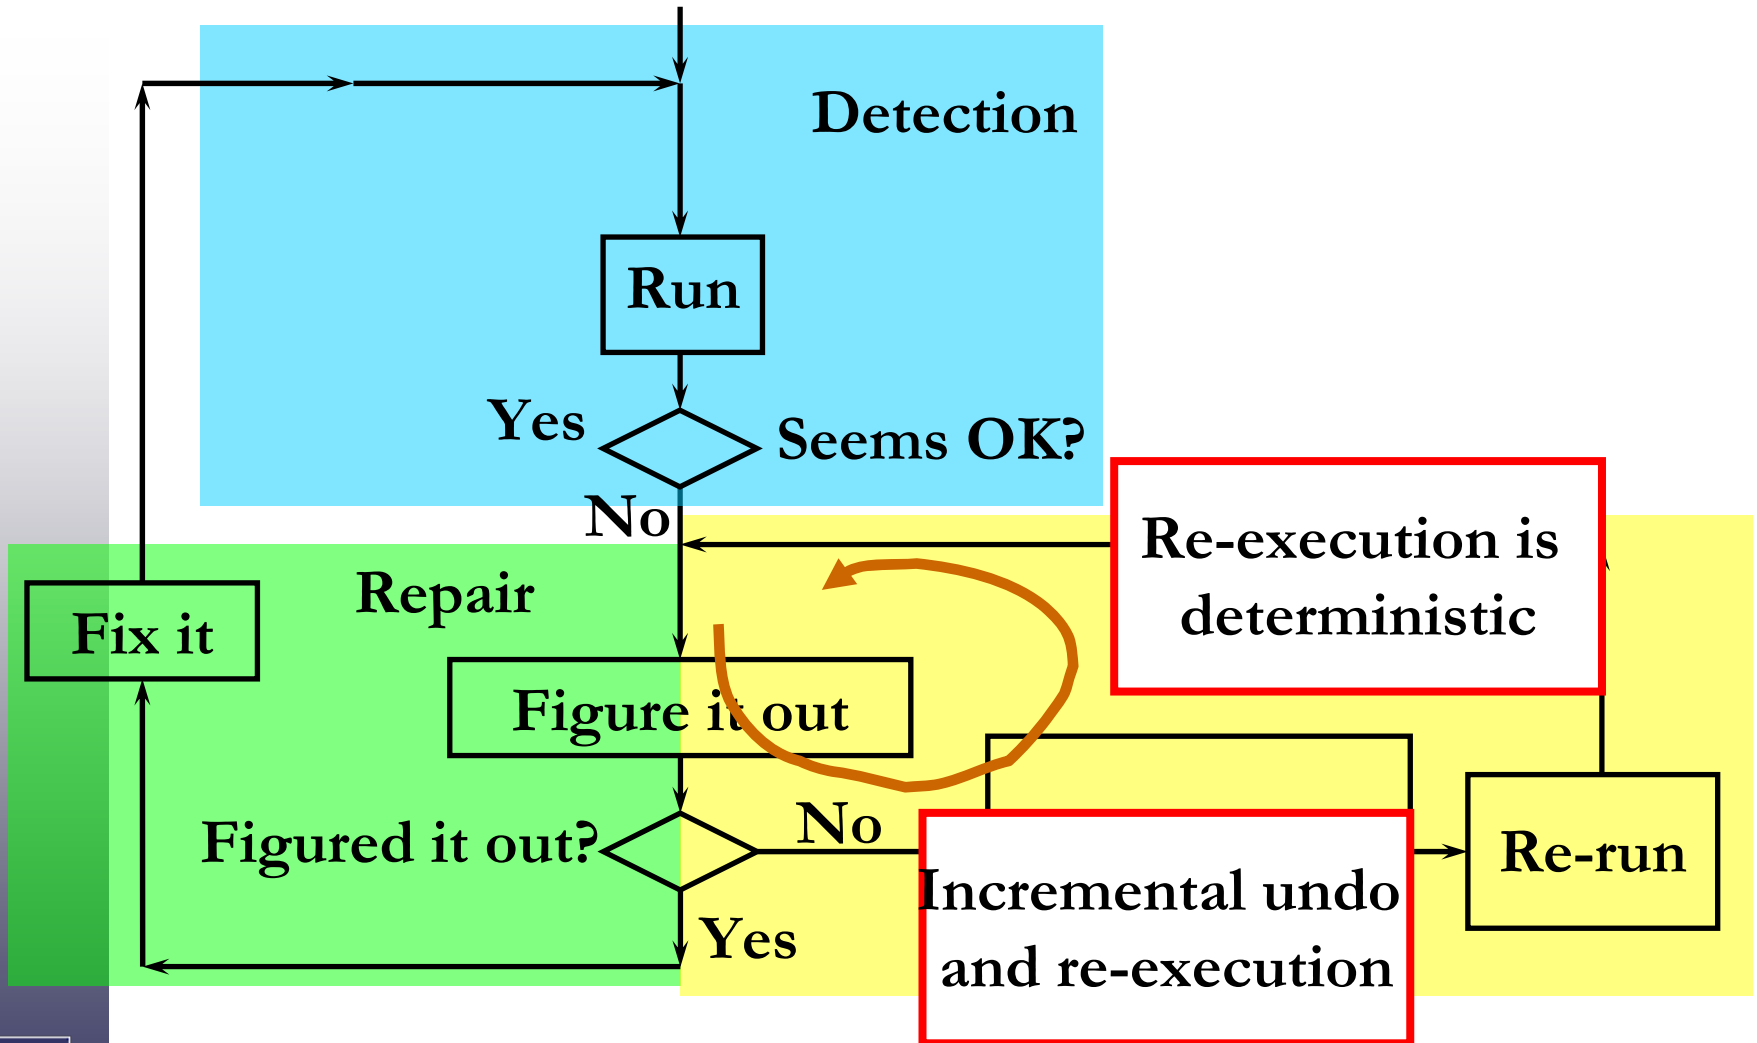 Detection
Run
Yes
Seems OK?
No
Re-execution is
deterministic
Repair
Fix it
Figure it out
No
Figured it out?
Re-run
Incremental undo
and re-execution
Yes